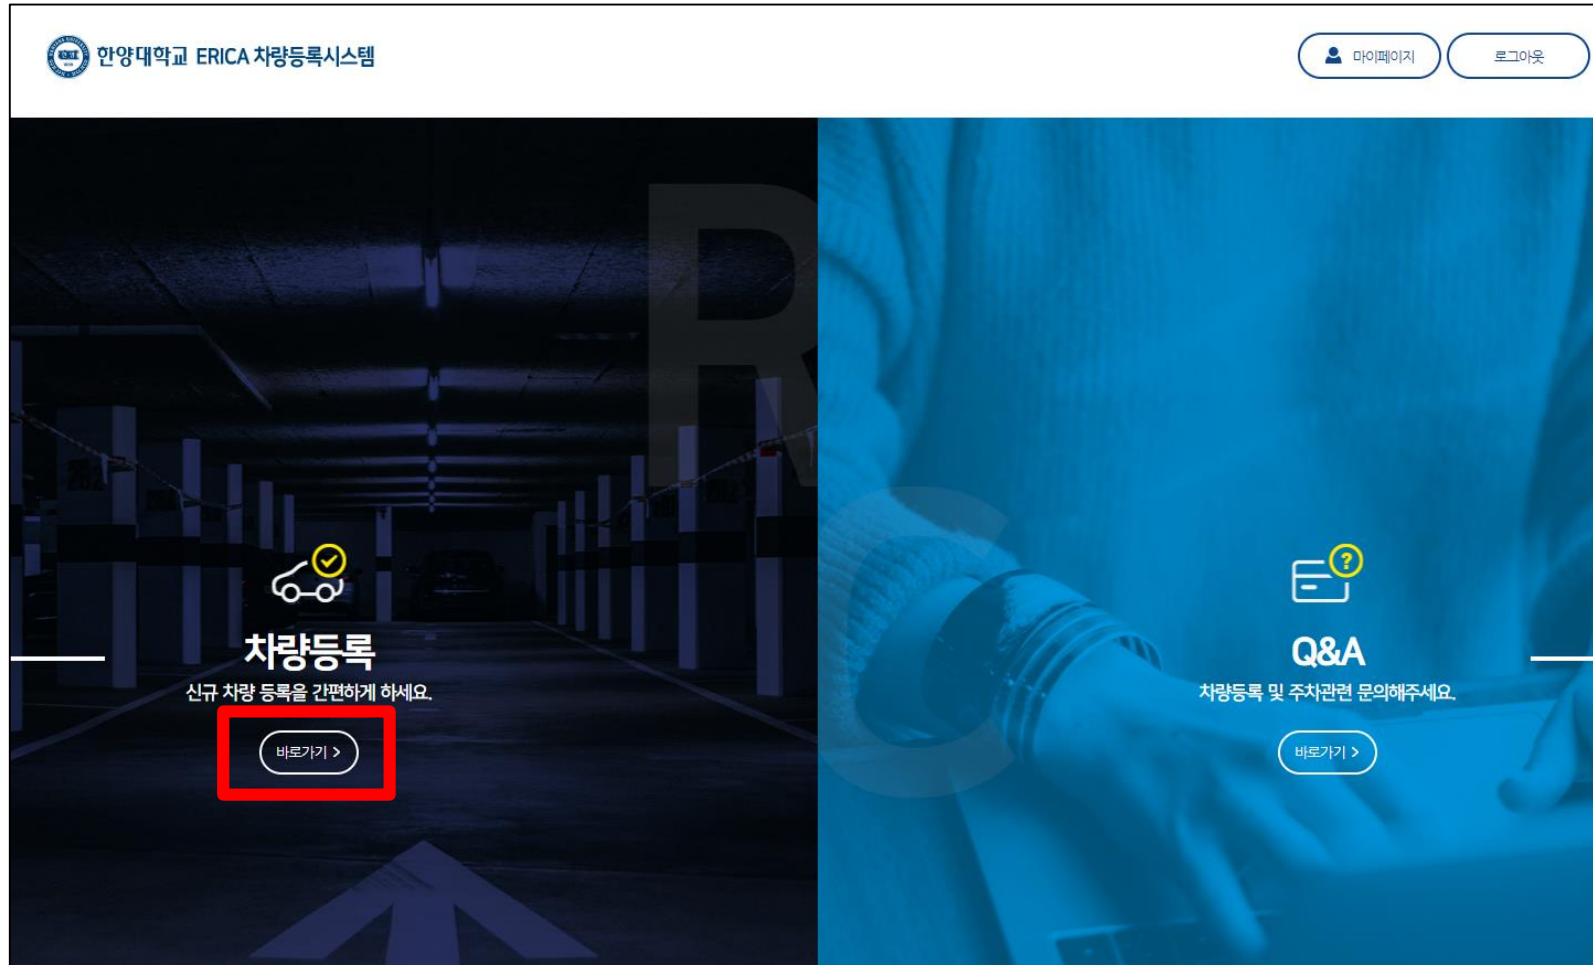 한양대학교 ERICA 차량등록시스템
마이페이지
로그아웃
R
C
차량등록
신규 차량 등록을 간편하게 하세요.
바로가기 >
?
Q&A
차량등록 및 주차관련 문의해주세요.
바로가기 >